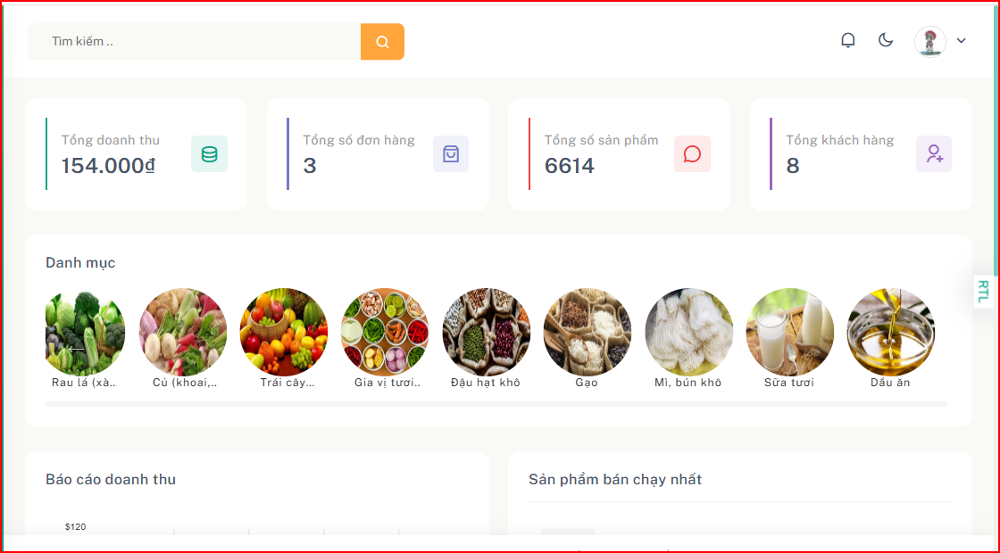 Tìm kiếm ..
Tổng doanh thu
154.000₫
Tổng số đơn hàng
3
Tổng số sản phẩm
6614
Tổng khách hàng
8
Danh mục
Rau lá (xà..
Củ (khoai,..
Trái cây...
Gia vị tươi..
Đậu hạt khô
Gạo
Mì, bún khô
Sữa tươi
Dầu ăn
RTL
Báo cáo doanh thu
$120
Sản phẩm bán chạy nhất